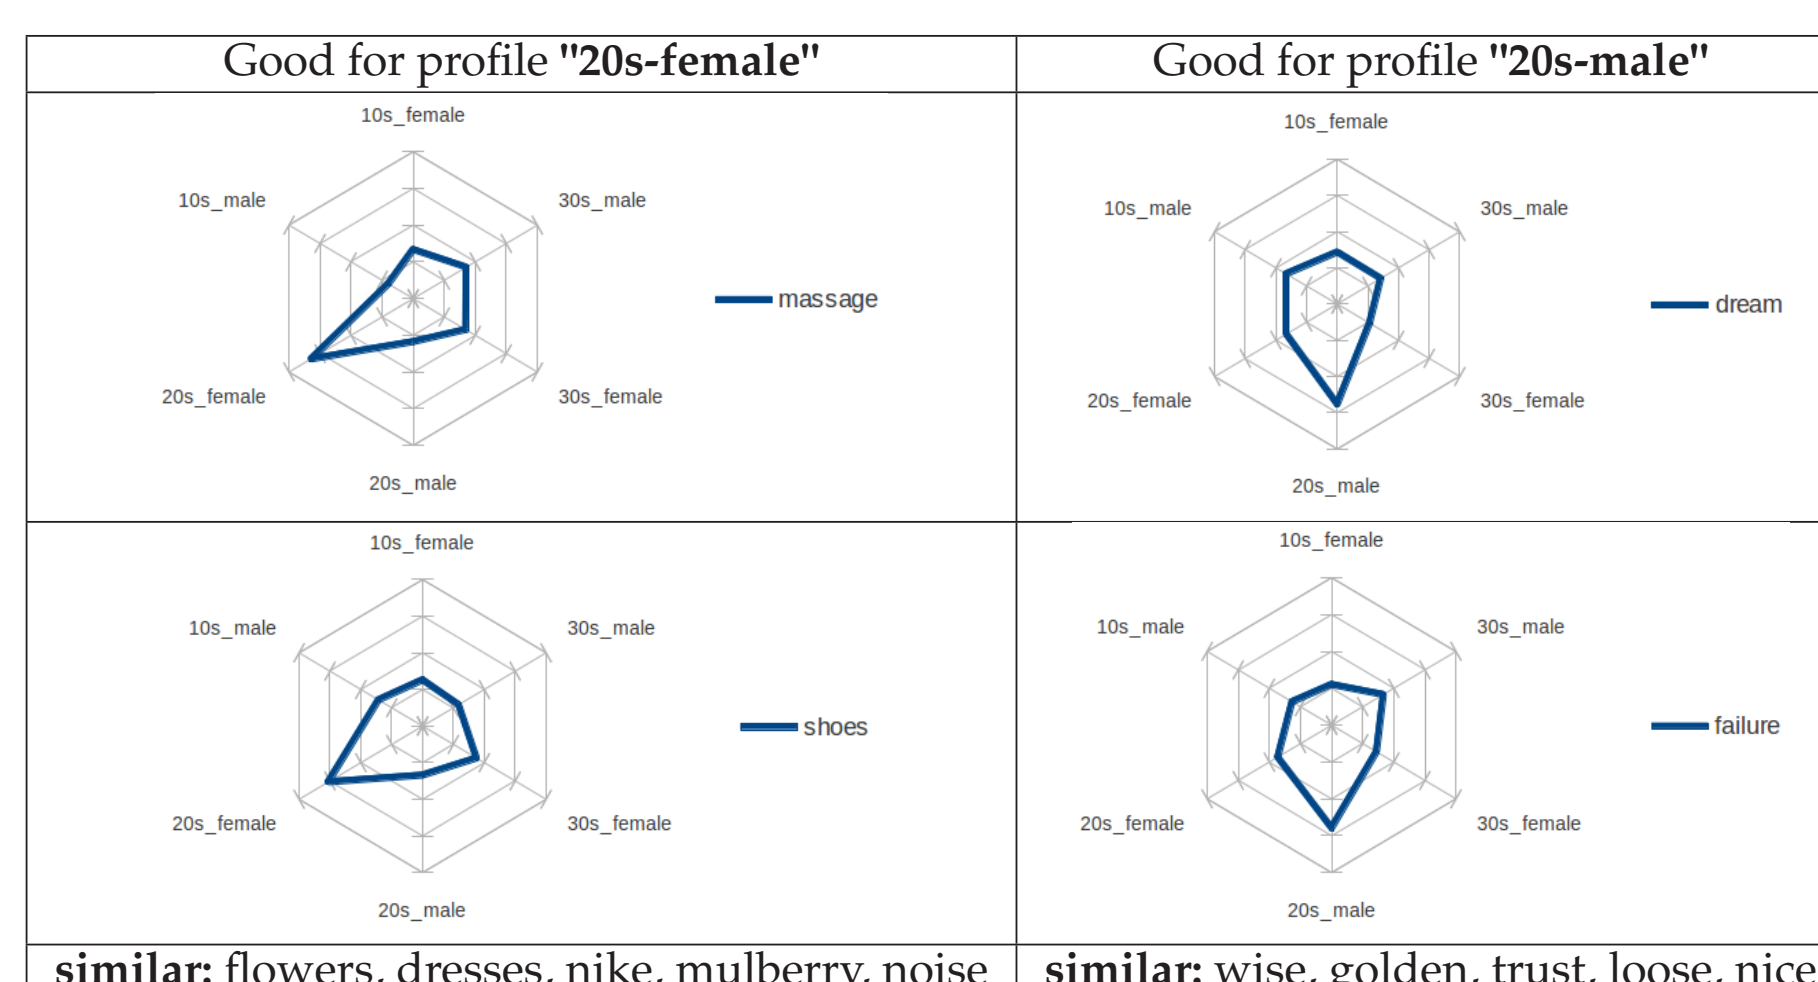 Good for profile "20s-female"
Good for profile "20s-male"
10s_female
10s_male
30s_male
massage
20s_female
30s_female
20s_male
10s_female
10s_male
30s_male
dream
20s_female
30s_female
20s_male
10s_female
10s_male
30s_male
shoes
20s_female
30s_female
20s_male
10s_female
10s_male
30s_male
failure
20s_female
30s_female
20s_male
similar: flowers, dresses, nike, mulberry, noise
similar: wise, golden, trust, loose, nice